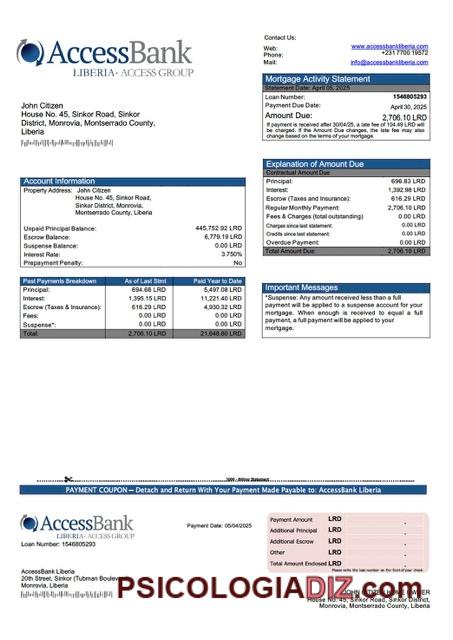 AccessBank
LIBERIA · ACCESS GROUP
Contact Us:
Web: www.accessbankliberia.com
Phone: +231 7700 19572
Mail: info@accessbankliberia.com
Mortgage Activity Statement
Statement Date: April 05, 2025
Loan Number: 1546805293
Payment Due Date: April 30, 2025
Amount Due: 2,706.10 LRD
If payment is received after 30/04/25, a late fee of 104.49 LRD will
be charged. If the Amount Due changes, the late fee may also
change based on the terms of your mortgage.
John Citizen
House No. 45, Sinkor Road, Sinkor
District, Monrovia, Montserrado County,
Liberia
Explanation of Amount Due
Contractual Amount Due
Principal: 696.83 LRD
Interest: 1,392.98 LRD
Escrow (Taxes and Insurance): 616.29 LRD
Regular Monthly Payment: 2,706.10 LRD
Fees & Charges (total outstanding) 0.00 LRD
Charges since last statement: 0.00 LRD
Credits since last statement: 0.00 LRD
Overdue Payment: 0.00 LRD
Total Amount Due: 2,706.10 LRD
Account Information
Property Address: John Citizen
House No. 45, Sinkor Road,
Sinkor District, Monrovia,
Montserrado County, Liberia
Unpaid Principal Balance: 445,752.92 LRD
Escrow Balance: 6,779.19 LRD
Suspense Balance: 0.00 LRD
Interest Rate: 3.750%
Prepayment Penalty: No
Past Payments Breakdown As of Last Stmt Paid Year to Date
Principal: 694.66 LRD 5,497.08 LRD
Interest: 1,395.15 LRD 11,221.40 LRD
Escrow (Taxes & Insurance): 616.29 LRD 4,930.32 LRD
Fees: 0.00 LRD 0.00 LRD
Suspense*: 0.00 LRD 0.00 LRD
Total: 2,706.10 LRD 21,648.80 LRD
Important Messages
*Suspense: Any amount received less than a full
payment will be applied to a suspense account for your
mortgage. When enough is received to equal a full
payment, a full payment will be applied to your
mortgage.
PAYMENT COUPON — Detach and Return With Your Payment Made Payable to: AccessBank Liberia
AccessBank
LIBERIA · ACCESS GROUP
Loan Number: 1546805293
Payment Date: 05/04/2025
Payment Amount LRD
Additional Principal LRD
Additional Escrow LRD
Other LRD
Total Amount Enclosed LRD
Please write the loan number on the front of your check.
AccessBank Liberia
20th Street, Sinkor (Tubman Boulevard
Monrovia, Liberia
PSICOLOGIADIZ.com
House No. 45, Sinkor Road, Sinkor District,
Monrovia, Montserrado County, Liberia